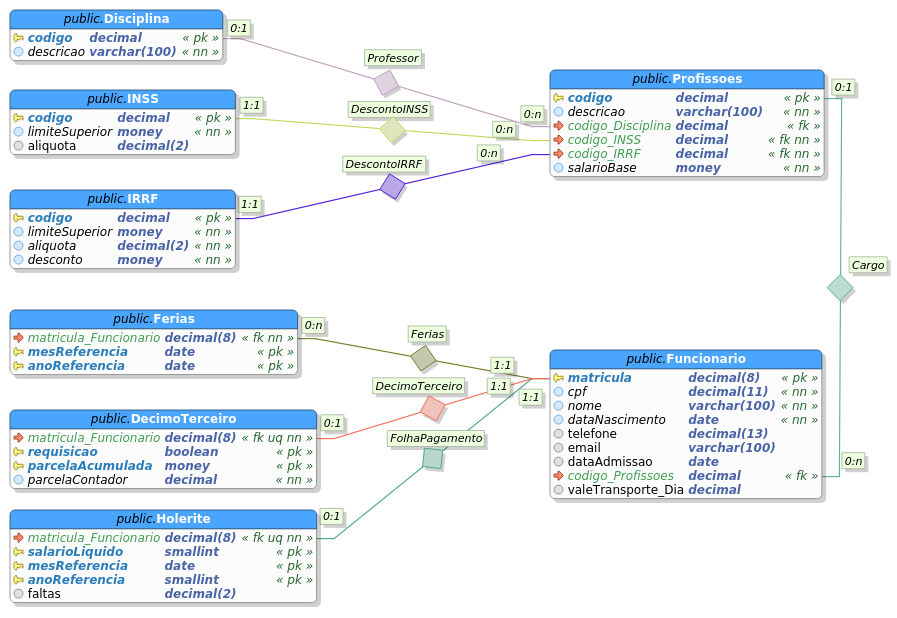 public.Disciplina
codigo decimal « pk »
descricao varchar(100) « nn »
0:1
Professor
public.INSS
codigo decimal « pk »
limiteSuperior money « nn »
aliquota decimal(2)
1:1
DescontoINSS
0:n
0:n
DescontoIRRF
0:n
public.IRRF
codigo decimal « pk »
limiteSuperior money « nn »
aliquota decimal(2) « nn »
desconto money « nn »
1:1
public.Profissoes
codigo decimal « pk »
descricao varchar(100) « nn »
codigo_Disciplina decimal « fk »
codigo_INSS decimal « fk nn »
codigo_IRRF decimal « fk nn »
salarioBase money « nn »
0:1
Cargo
public.Ferias
matricula_Funcionario decimal(8) « fk nn »
mesReferencia date « pk »
anoReferencia date « pk »
0:n
Ferias
1:1
DecimoTerceiro
1:1
1:1
FolhaPagamento
public.Funcionario
matricula decimal(8) « pk »
cpf decimal(11) « nn »
nome varchar(100) « nn »
dataNascimento date « nn »
telefone decimal(13)
email varchar(100)
dataAdmissao date
codigo_Profissoes decimal « fk »
valeTransporte_Dia decimal
0:n
public.DecimoTerceiro
matricula_Funcionario decimal(8) « fk uq nn »
requisicao boolean « pk »
parcelaAcumulada money « pk »
parcelaContador decimal « nn »
0:1
public.Holerite
matricula_Funcionario decimal(8) « fk uq nn »
salarioLiquido smallint « pk »
mesReferencia date « pk »
anoReferencia smallint « pk »
faltas decimal(2)
0:1